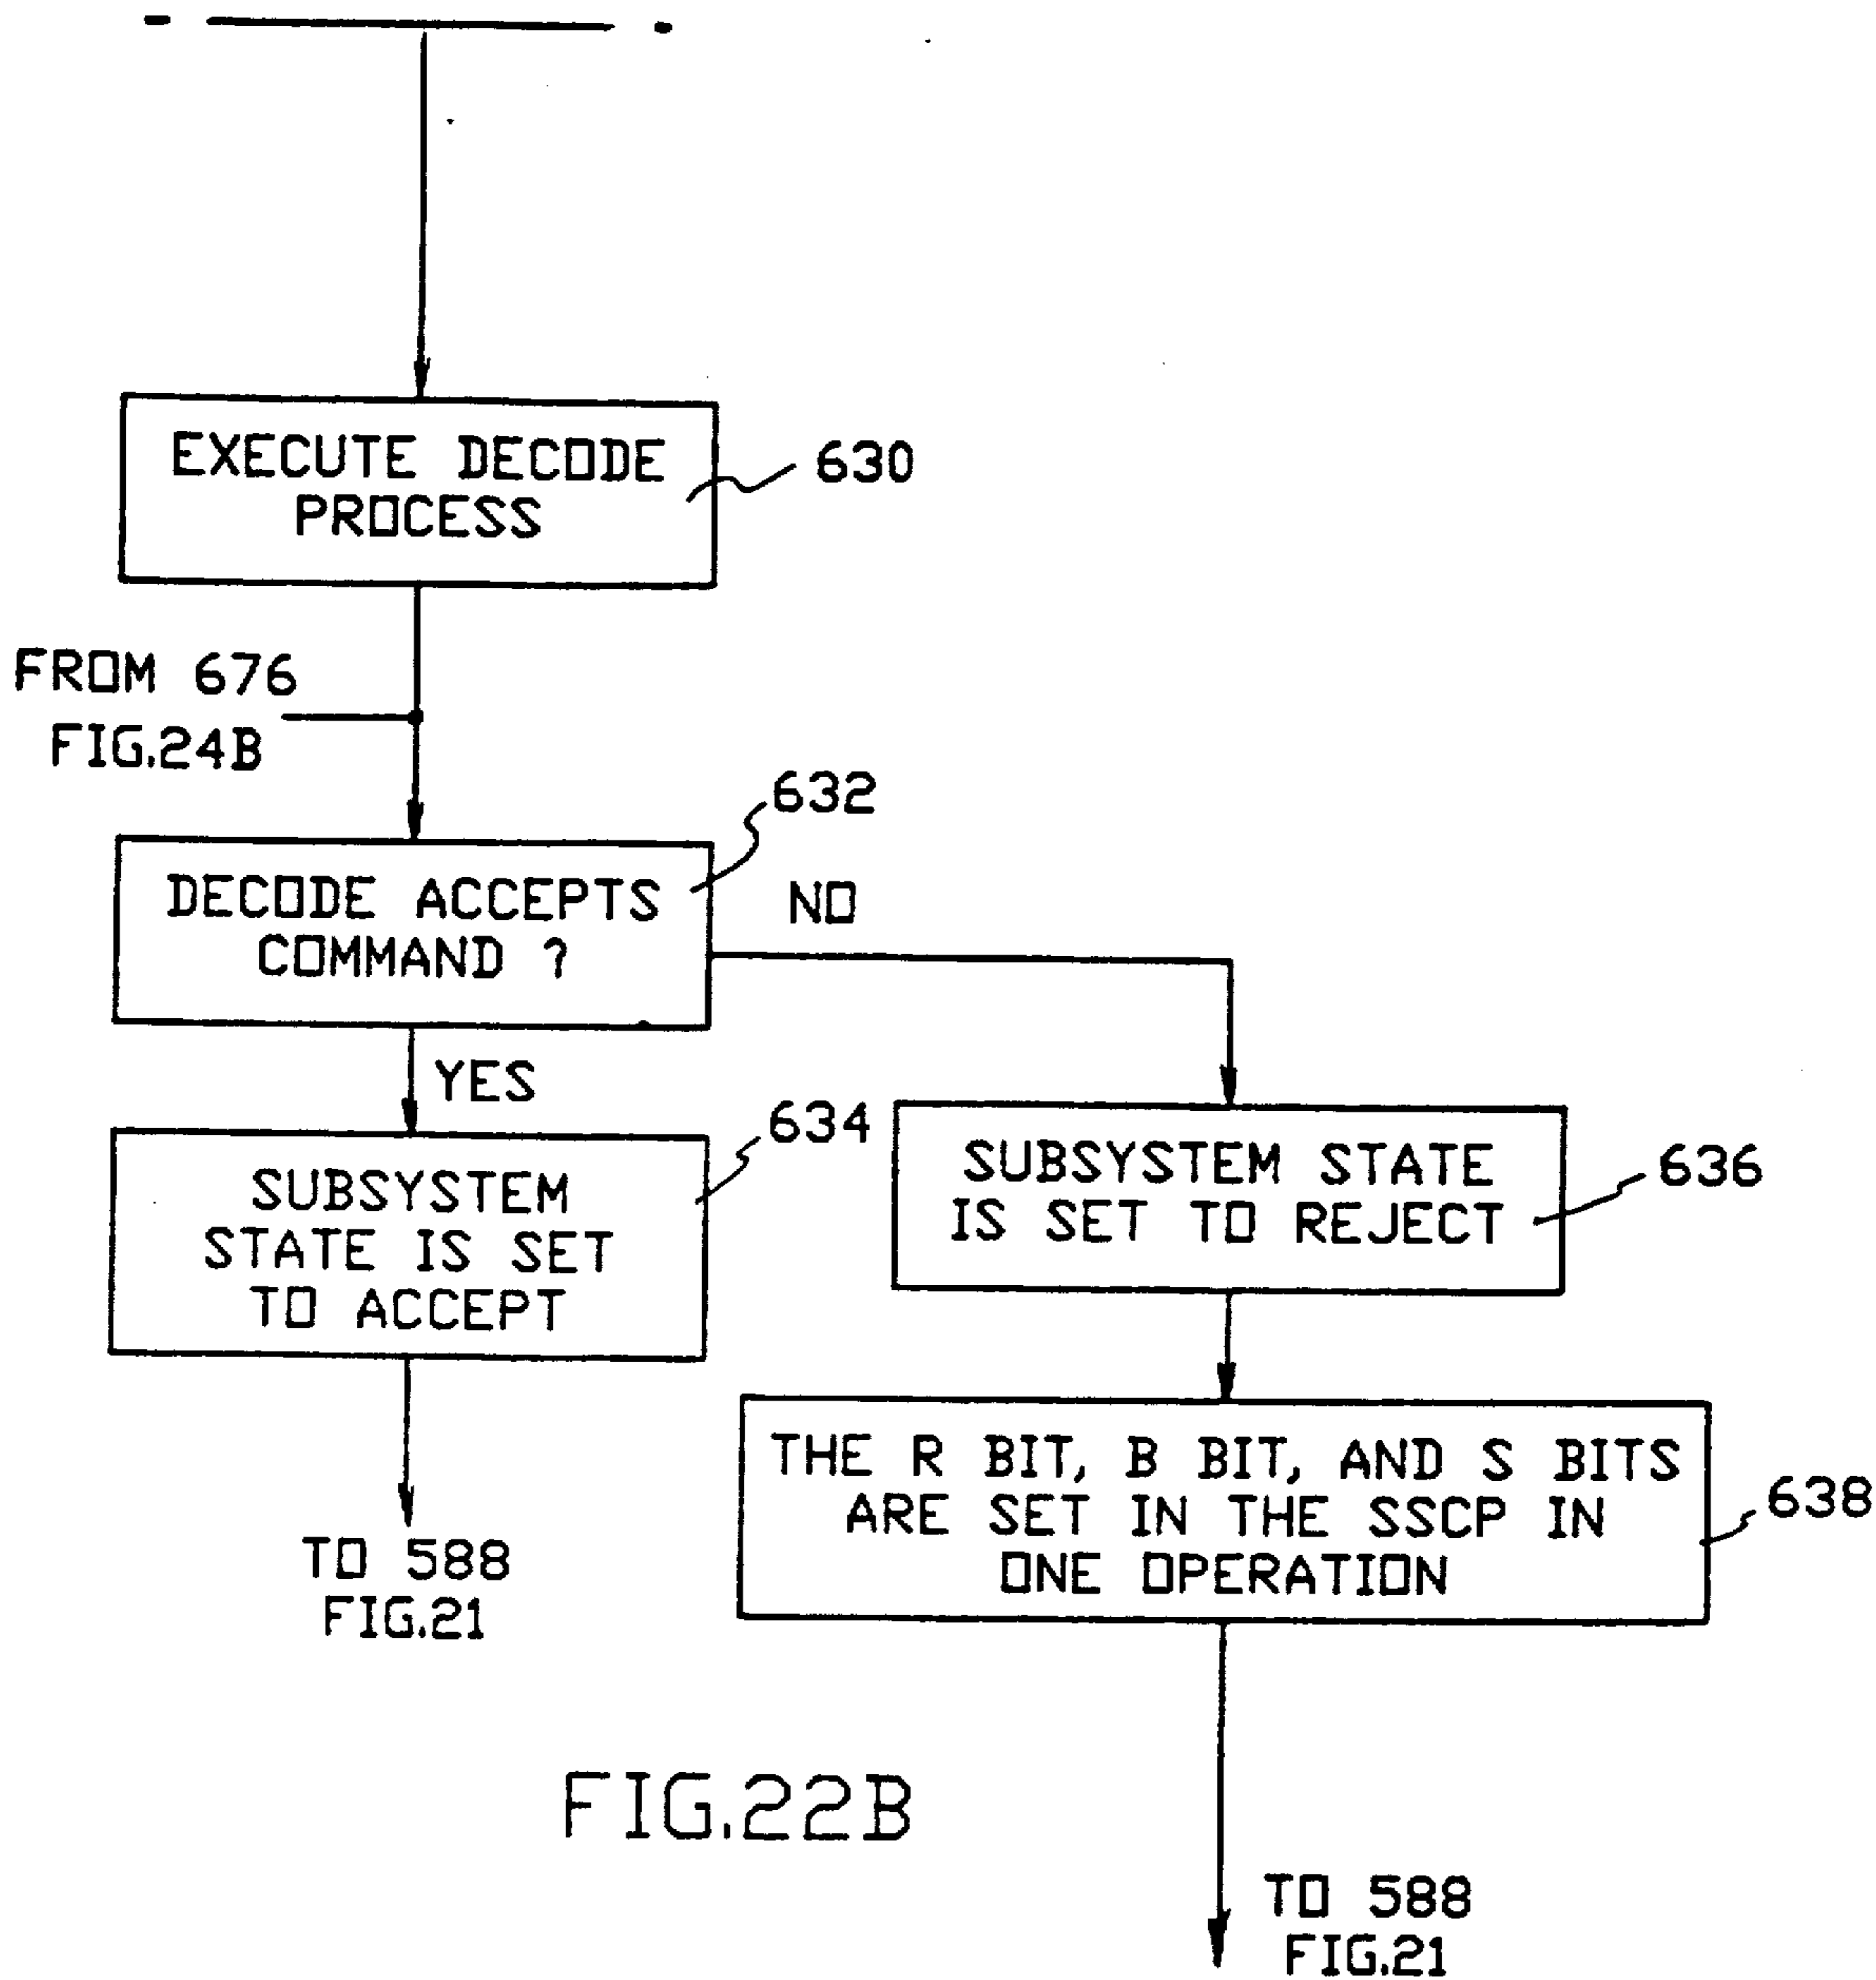 EXECUTE DECODE
PROCESS
630
FROM 676
FIG.24B
632
DECODE ACCEPTS
COMMAND ?
NO
YES
634
SUBSYSTEM
STATE IS SET
TO ACCEPT
SUBSYSTEM STATE
IS SET TO REJECT
636
THE R BIT, B BIT, AND S BITS
ARE SET IN THE SSCP IN
ONE OPERATION
638
TO 588
FIG.21
FIG.22B
TO 588
FIG.21